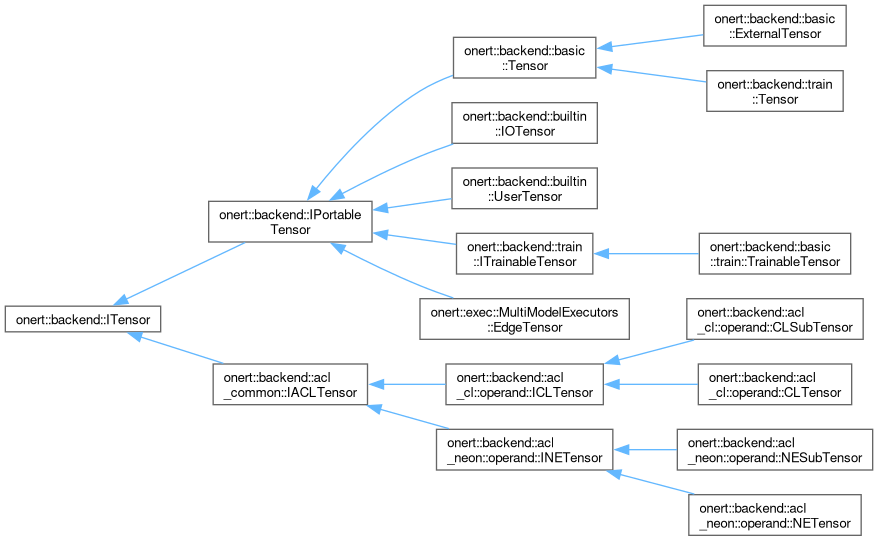 onert::backend::basic
::ExternalTensor
onert::backend::basic
::Tensor
onert::backend::train
::Tensor
onert::backend::builtin
::IOTensor
onert::backend::builtin
::UserTensor
onert::backend::IPortable
Tensor
onert::backend::train
::ITrainableTensor
onert::backend::basic
::train::TrainableTensor
onert::backend::ITensor
onert::exec::MultiModelExecutors
::EdgeTensor
onert::backend::acl
_cl::operand::CLSubTensor
onert::backend::acl
_common::IACLTensor
onert::backend::acl
_cl::operand::ICLTensor
onert::backend::acl
_cl::operand::CLTensor
onert::backend::acl
_neon::operand::INETensor
onert::backend::acl
_neon::operand::NESubTensor
onert::backend::acl
_neon::operand::NETensor